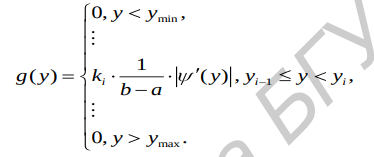 0, y < y_min,
⋮
g(y) = { k_i · 1/(b − a) · |ψ′(y)|, y_{i−1} ≤ y < y_i,
⋮
0, y > y_max.
а БГУ